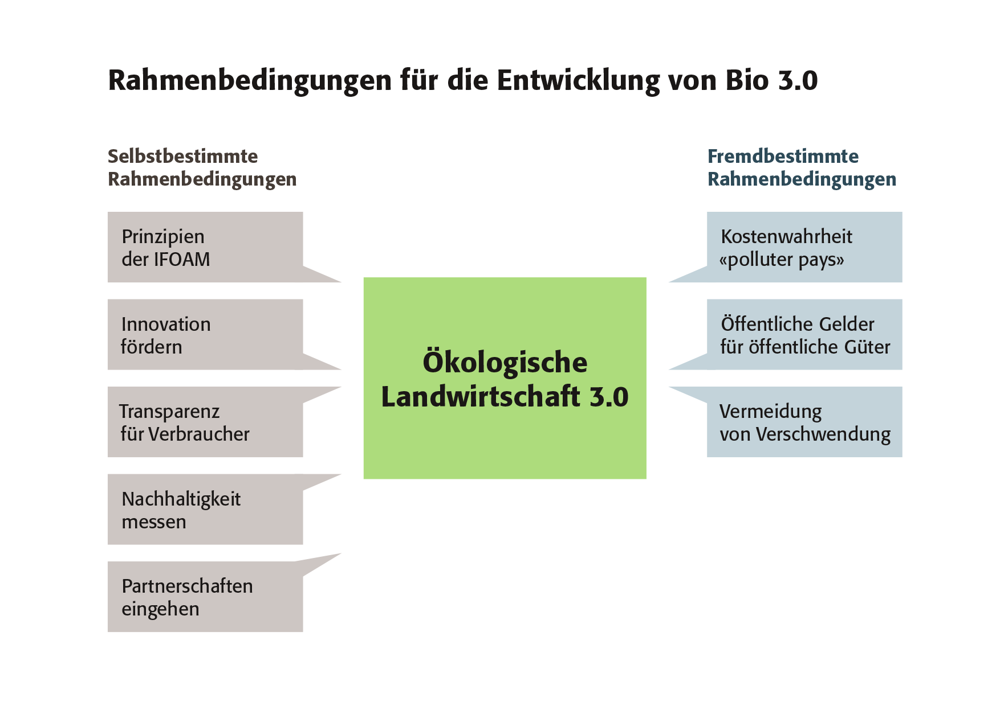 Rahmenbedingungen für die Entwicklung von Bio 3.0
Selbstbestimmte
Rahmenbedingungen
Prinzipien
der IFOAM
Innovation
fördern
Transparenz
für Verbraucher
Nachhaltigkeit
messen
Partnerschaften
eingehen
Ökologische
Landwirtschaft 3.0
Fremdbestimmte
Rahmenbedingungen
Kostenwahrheit
«polluter pays»
Öffentliche Gelder
für öffentliche Güter
Vermeidung
von Verschwendung